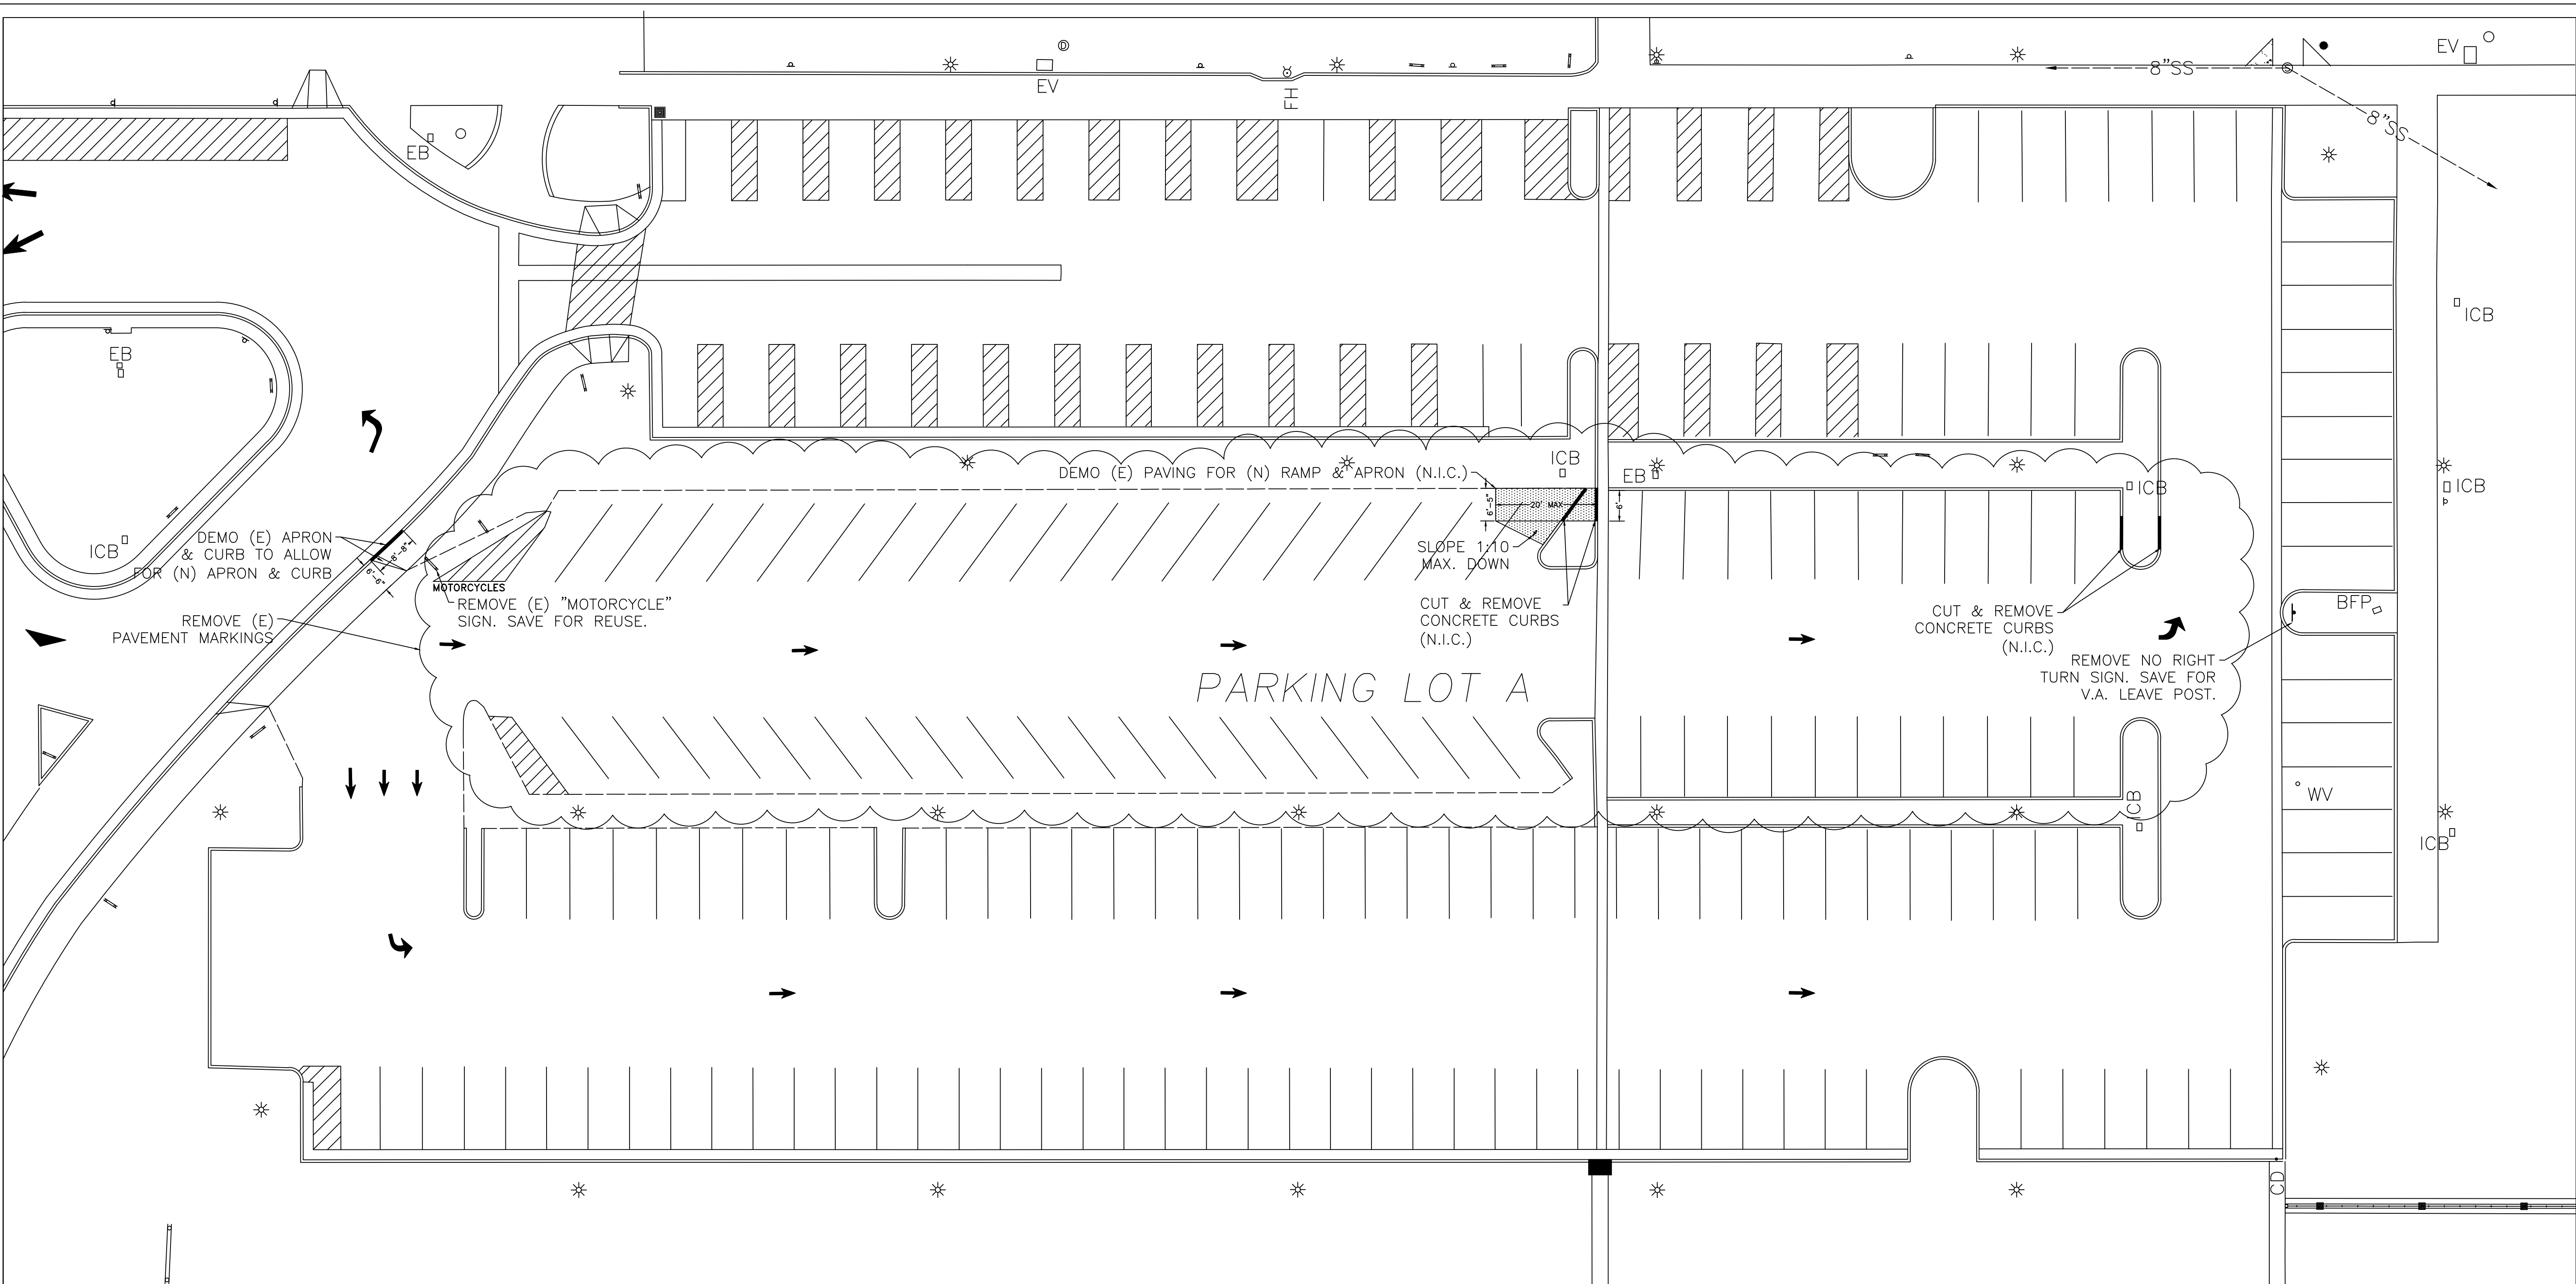 EV
FH
8"SS
8"SS
EV
EB
EB
ICB
DEMO (E) PAVING FOR (N) RAMP & APRON (N.I.C.)
ICB
EB
6'-5"
20' MAX
6'
SLOPE 1:10
MAX. DOWN
CUT & REMOVE
CONCRETE CURBS
(N.I.C.)
ICB
ICB
ICB
DEMO (E) APRON
& CURB TO ALLOW
FOR (N) APRON & CURB
8'-8"
6'-6"
MOTORCYCLES
REMOVE (E) "MOTORCYCLE"
SIGN. SAVE FOR REUSE.
REMOVE (E)
PAVEMENT MARKINGS
CUT & REMOVE
CONCRETE CURBS
(N.I.C.)
BFP
REMOVE NO RIGHT
TURN SIGN. SAVE FOR
V.A. LEAVE POST.
PARKING LOT A
ICB
WV
ICB
CD
D
S